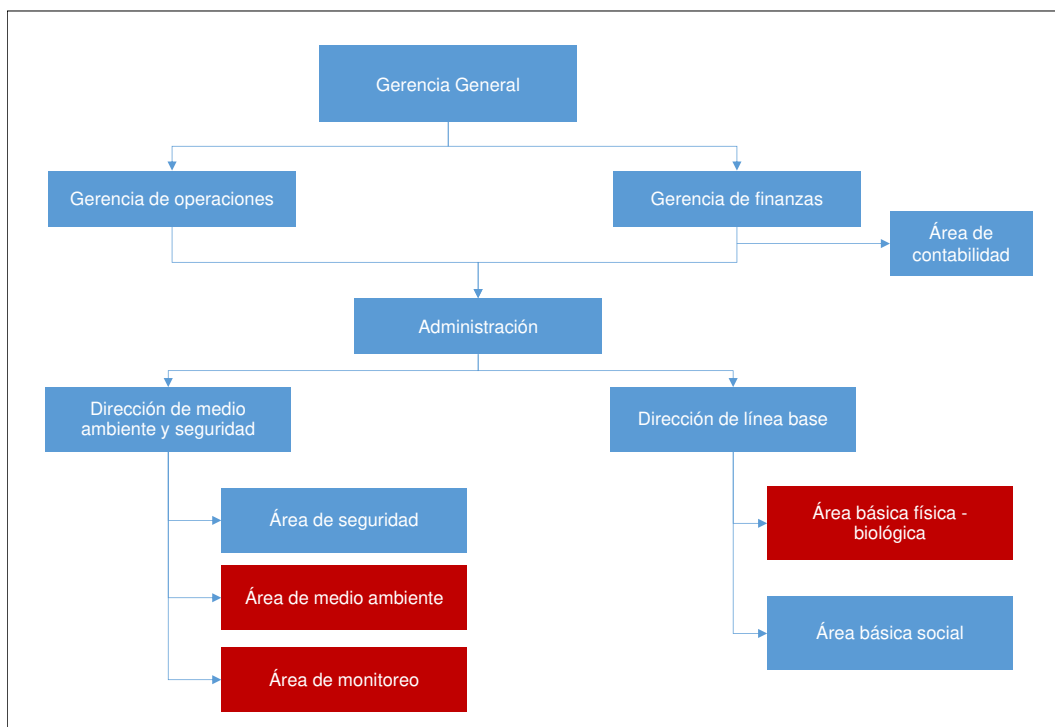 Gerencia General
Gerencia de operaciones
Gerencia de finanzas
Área de
contabilidad
Administración
Dirección de medio
ambiente y seguridad
Dirección de línea base
Área de seguridad
Área básica física -
biológica
Área de medio ambiente
Área básica social
Área de monitoreo